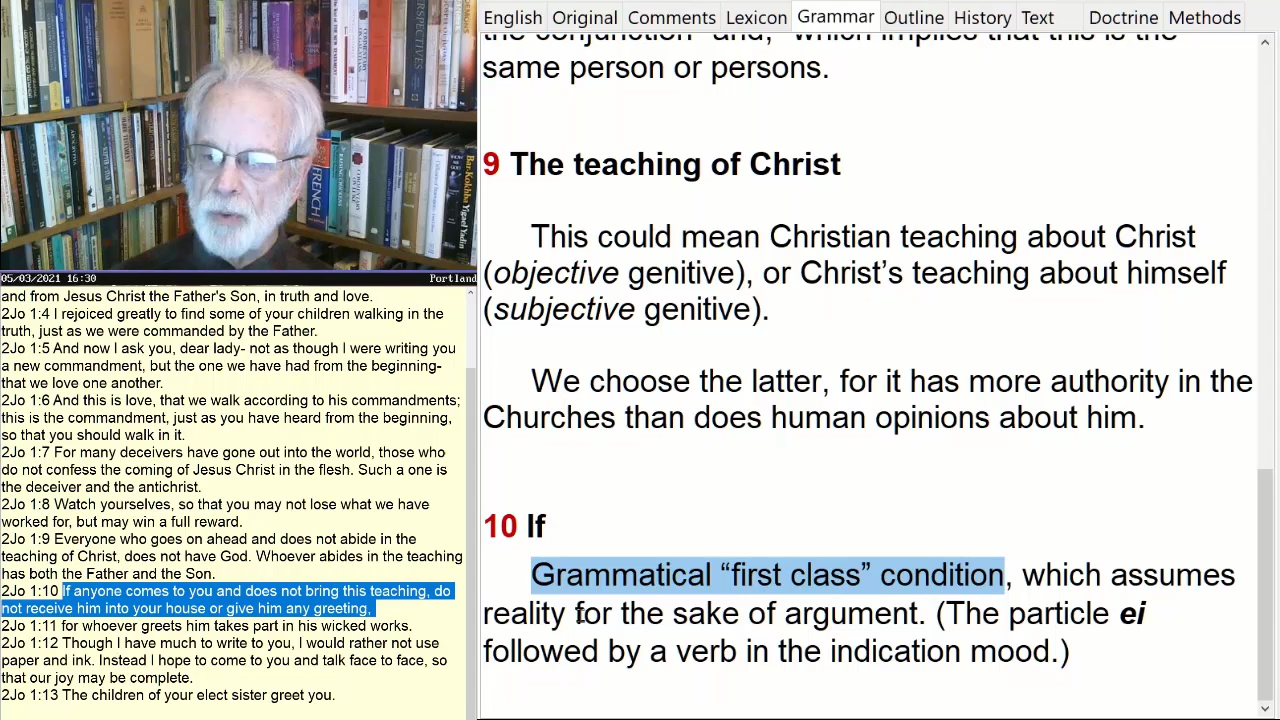 English Original Comments Lexicon Grammar Outline History Text Doctrine Methods
the conjunction "and," which implies that this is the
same person or persons.
9 The teaching of Christ
This could mean Christian teaching about Christ
(objective genitive), or Christ's teaching about himself
(subjective genitive).
We choose the latter, for it has more authority in the
Churches than does human opinions about him.
10 If
Grammatical "first class" condition, which assumes
reality for the sake of argument. (The particle ei
followed by a verb in the indication mood.)
FRENCH
Bar-Kokhba Yigael Yadin
05/03/2021 16:30 Portland
and from Jesus Christ the Father's Son, in truth and love.
2Jo 1:4 I rejoiced greatly to find some of your children walking in the
truth, just as we were commanded by the Father.
2Jo 1:5 And now I ask you, dear lady- not as though I were writing you
a new commandment, but the one we have had from the beginning-
that we love one another.
2Jo 1:6 And this is love, that we walk according to his commandments;
this is the commandment, just as you have heard from the beginning,
so that you should walk in it.
2Jo 1:7 For many deceivers have gone out into the world, those who
do not confess the coming of Jesus Christ in the flesh. Such a one is
the deceiver and the antichrist.
2Jo 1:8 Watch yourselves, so that you may not lose what we have
worked for, but may win a full reward.
2Jo 1:9 Everyone who goes on ahead and does not abide in the
teaching of Christ, does not have God. Whoever abides in the teaching
has both the Father and the Son.
2Jo 1:10 If anyone comes to you and does not bring this teaching, do
not receive him into your house or give him any greeting,
2Jo 1:11 for whoever greets him takes part in his wicked works.
2Jo 1:12 Though I have much to write to you, I would rather not use
paper and ink. Instead I hope to come to you and talk face to face, so
that our joy may be complete.
2Jo 1:13 The children of your elect sister greet you.